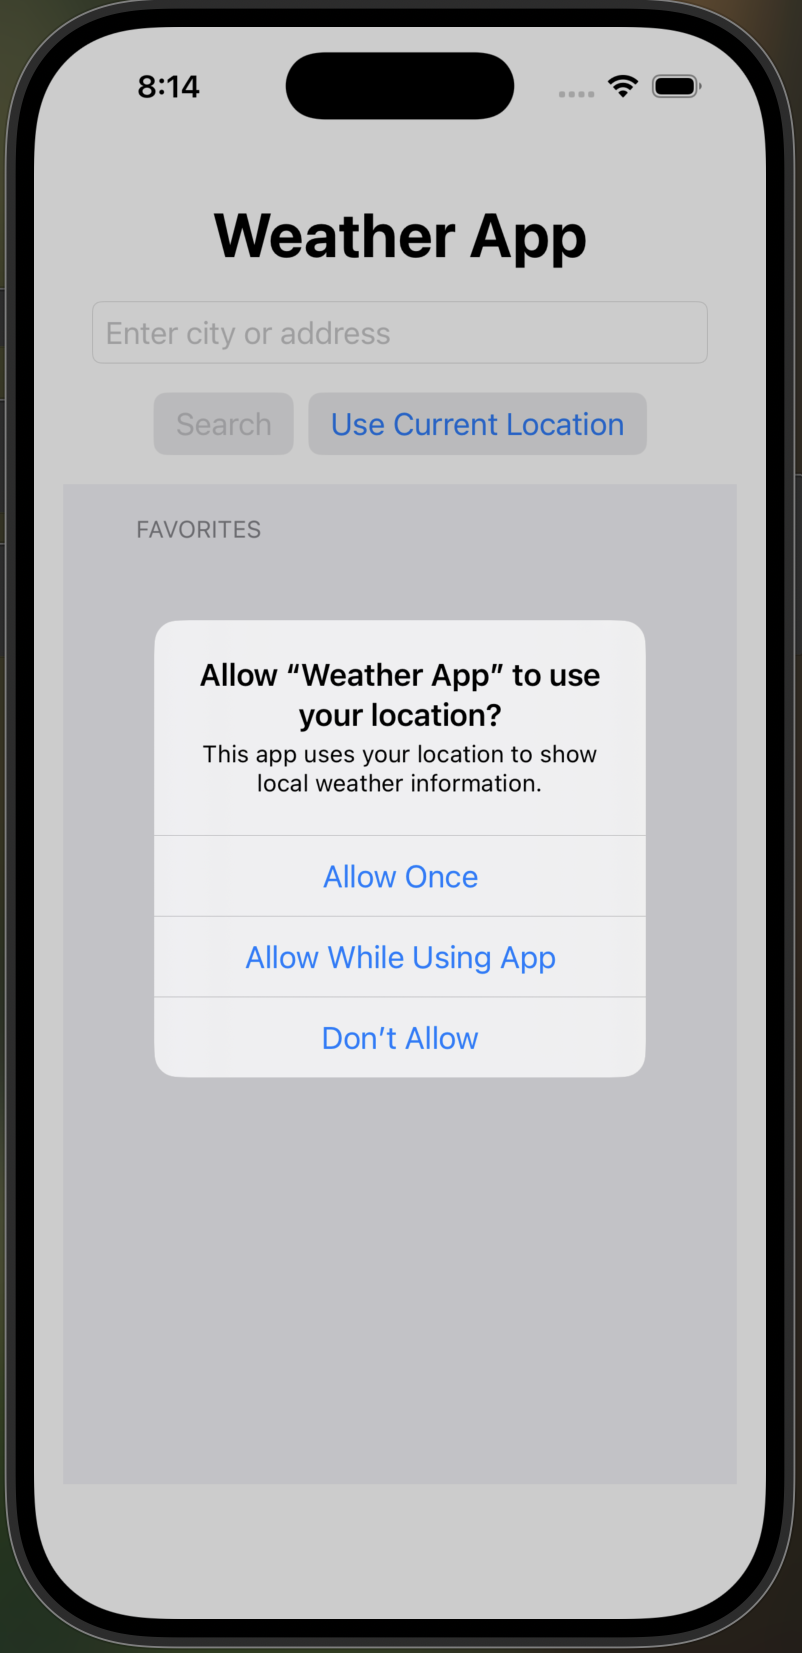 8:14
Weather App
Enter city or address
Search
Use Current Location
FAVORITES
Allow “Weather App” to use
your location?
This app uses your location to show
local weather information.
Allow Once
Allow While Using App
Don’t Allow